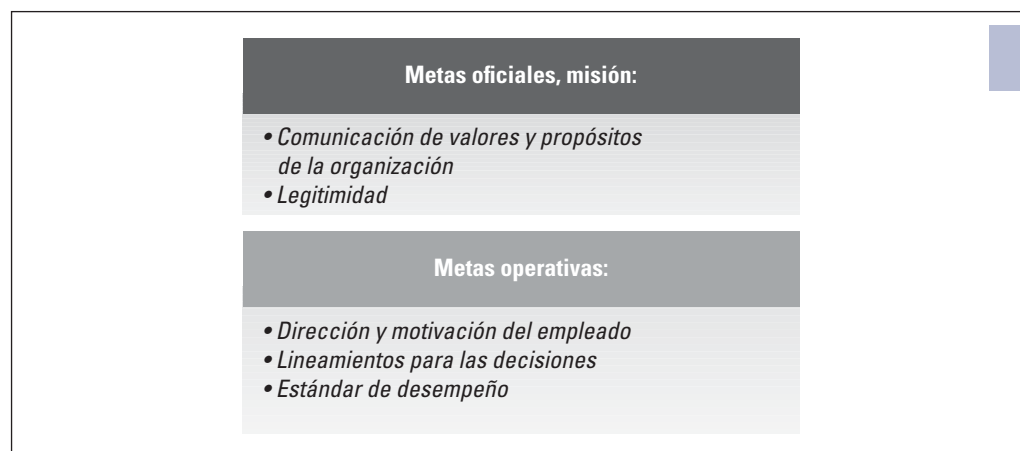 Metas oficiales, misión:
• Comunicación de valores y propósitos
de la organización
• Legitimidad
Metas operativas:
• Dirección y motivación del empleado
• Lineamientos para las decisiones
• Estándar de desempeño